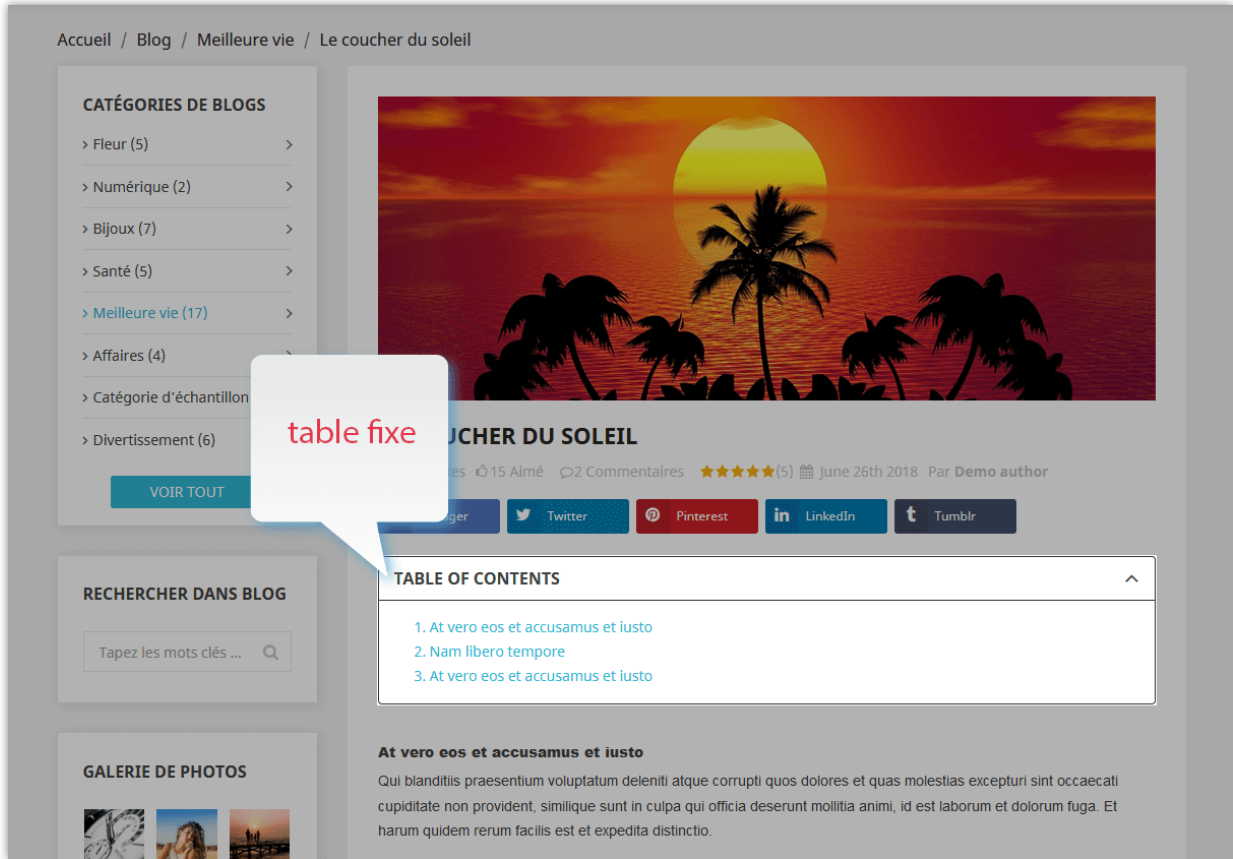 Accueil / Blog / Meilleure vie / Le coucher du soleil
CATÉGORIES DE BLOGS
> Fleur (5) >
> Numérique (2) >
> Bijoux (7) >
> Santé (5) >
> Meilleure vie (17) >
> Affaires (4)
> Catégorie d'échantillon
> Divertissement (6)
VOIR TOUT
RECHERCHER DANS BLOG
Tapez les mots clés ...
GALERIE DE PHOTOS
table fixe
UCHER DU SOLEIL
15 Aimé 2 Commentaires ★★★★★(5) June 26th 2018 Par Demo author
Twitter
Pinterest
in LinkedIn
t Tumblr
TABLE OF CONTENTS
1. At vero eos et accusamus et iusto
2. Nam libero tempore
3. At vero eos et accusamus et iusto
At vero eos et accusamus et iusto
Qui blanditiis praesentium voluptatum deleniti atque corrupti quos dolores et quas molestias excepturi sint occaecati
cupiditate non provident, similique sunt in culpa qui officia deserunt mollitia animi, id est laborum et dolorum fuga. Et
harum quidem rerum facilis est et expedita distinctio.